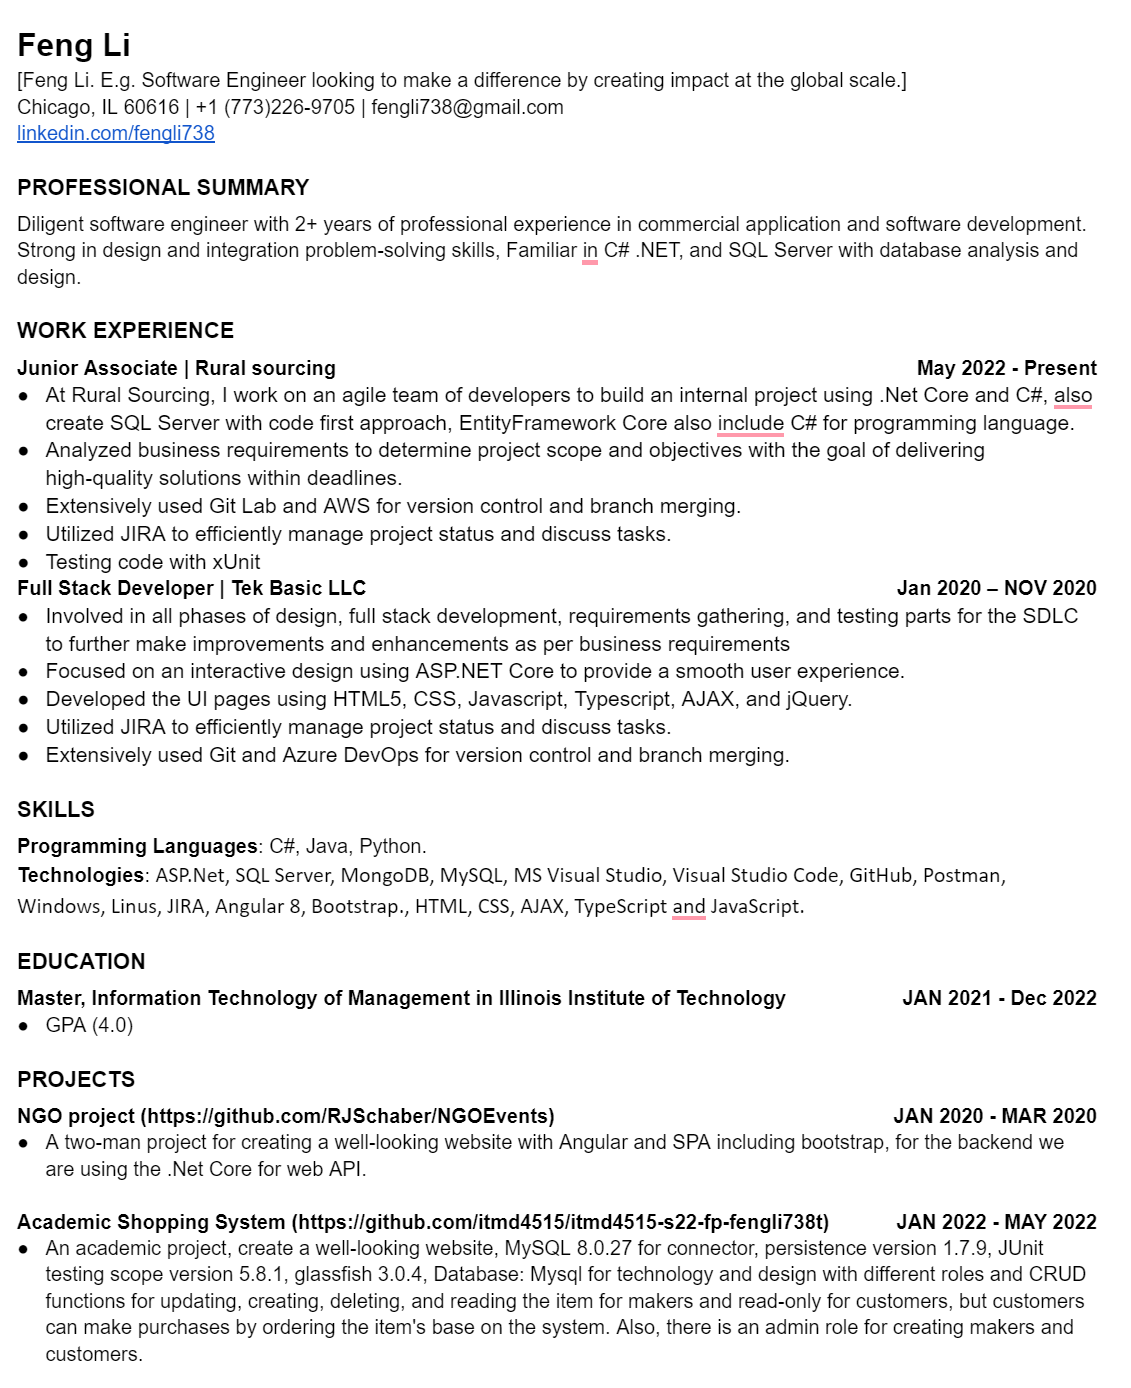 Feng Li
[Feng Li. E.g. Software Engineer looking to make a difference by creating impact at the global scale.]
Chicago, IL 60616 | +1 (773)226-9705 | fengli738@gmail.com
linkedin.com/fengli738
PROFESSIONAL SUMMARY
Diligent software engineer with 2+ years of professional experience in commercial application and software development.
Strong in design and integration problem-solving skills, Familiar in C# .NET, and SQL Server with database analysis and
design.
WORK EXPERIENCE
Junior Associate | Rural sourcing May 2022 - Present
● At Rural Sourcing, I work on an agile team of developers to build an internal project using .Net Core and C#, also
create SQL Server with code first approach, EntityFramework Core also include C# for programming language.
● Analyzed business requirements to determine project scope and objectives with the goal of delivering
high-quality solutions within deadlines.
● Extensively used Git Lab and AWS for version control and branch merging.
● Utilized JIRA to efficiently manage project status and discuss tasks.
● Testing code with xUnit
Full Stack Developer | Tek Basic LLC Jan 2020 – NOV 2020
● Involved in all phases of design, full stack development, requirements gathering, and testing parts for the SDLC
to further make improvements and enhancements as per business requirements
● Focused on an interactive design using ASP.NET Core to provide a smooth user experience.
● Developed the UI pages using HTML5, CSS, Javascript, Typescript, AJAX, and jQuery.
● Utilized JIRA to efficiently manage project status and discuss tasks.
● Extensively used Git and Azure DevOps for version control and branch merging.
SKILLS
Programming Languages: C#, Java, Python.
Technologies: ASP.Net, SQL Server, MongoDB, MySQL, MS Visual Studio, Visual Studio Code, GitHub, Postman,
Windows, Linus, JIRA, Angular 8, Bootstrap., HTML, CSS, AJAX, TypeScript and JavaScript.
EDUCATION
Master, Information Technology of Management in Illinois Institute of Technology JAN 2021 - Dec 2022
● GPA (4.0)
PROJECTS
NGO project (https://github.com/RJSchaber/NGOEvents) JAN 2020 - MAR 2020
● A two-man project for creating a well-looking website with Angular and SPA including bootstrap, for the backend we
are using the .Net Core for web API.
Academic Shopping System (https://github.com/itmd4515/itmd4515-s22-fp-fengli738t) JAN 2022 - MAY 2022
● An academic project, create a well-looking website, MySQL 8.0.27 for connector, persistence version 1.7.9, JUnit
testing scope version 5.8.1, glassfish 3.0.4, Database: Mysql for technology and design with different roles and CRUD
functions for updating, creating, deleting, and reading the item for makers and read-only for customers, but customers
can make purchases by ordering the item's base on the system. Also, there is an admin role for creating makers and
customers.